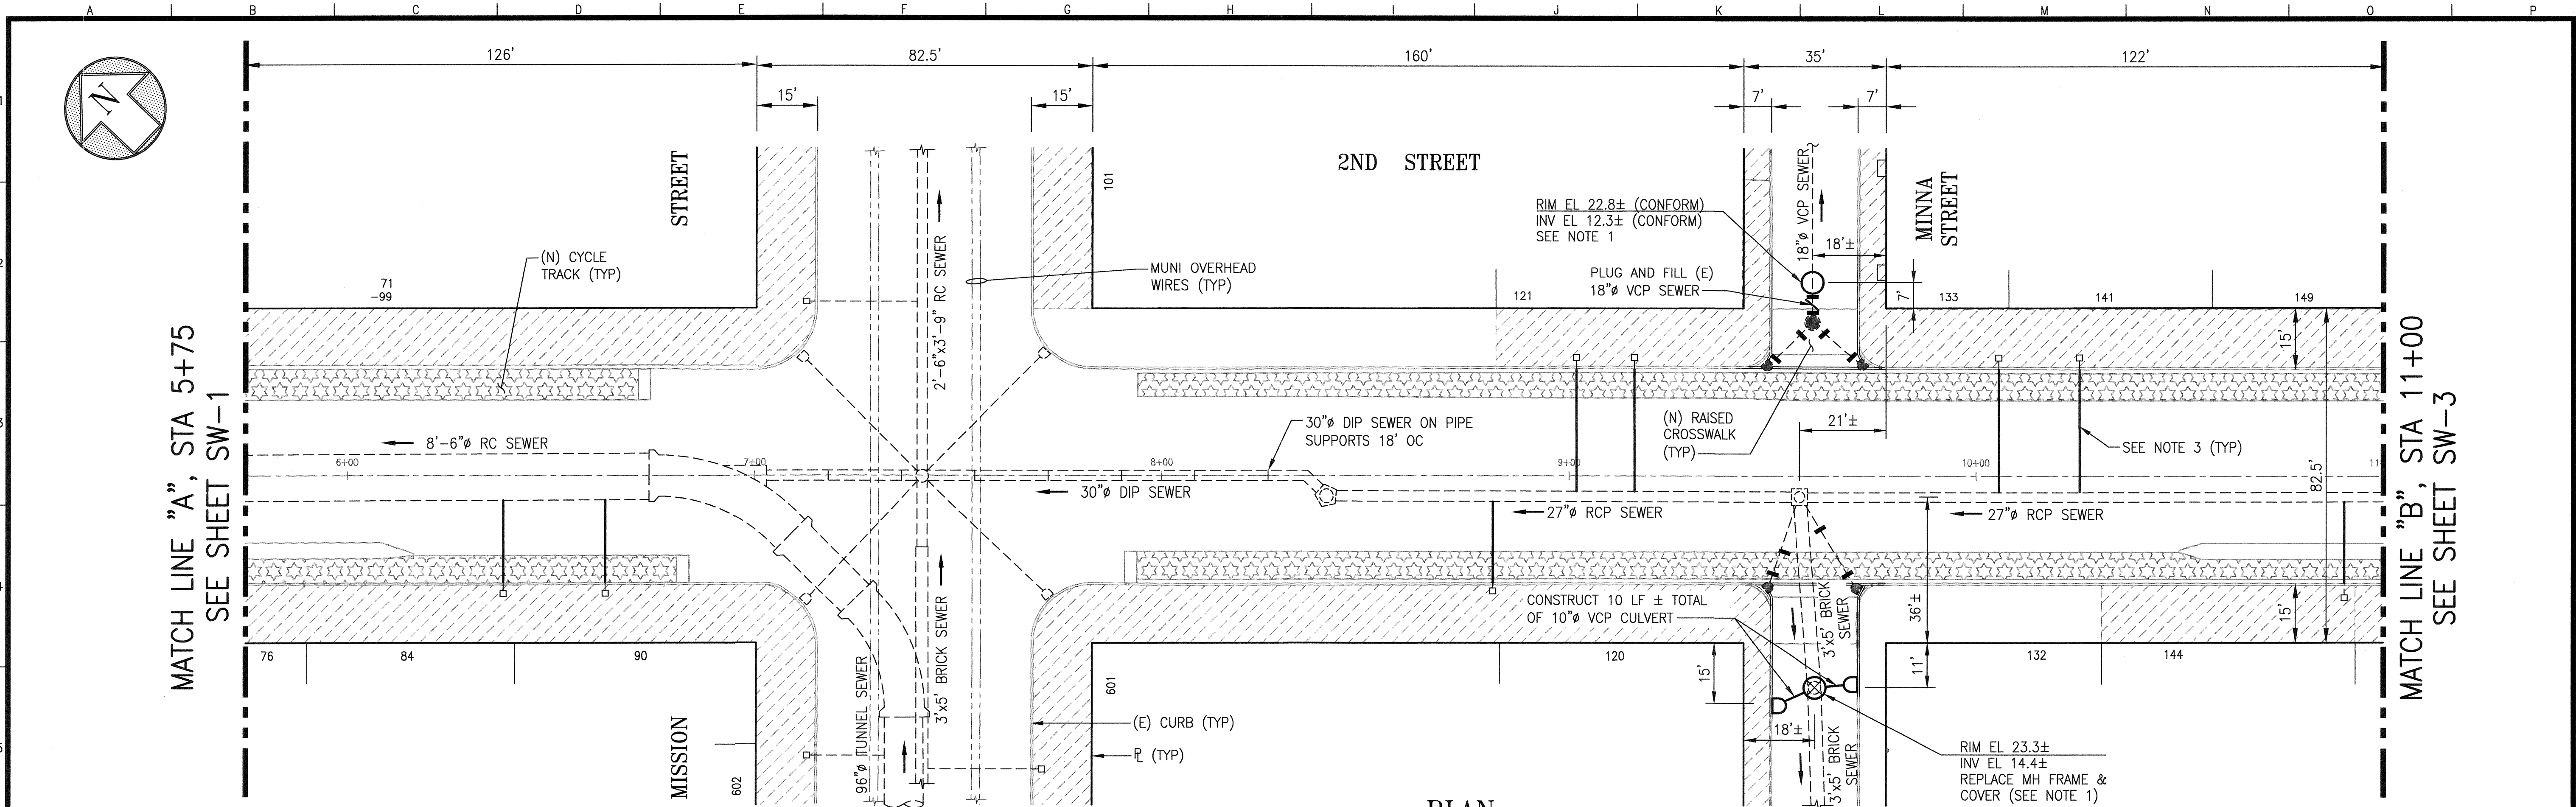 A B C D E F G H I J K L M N O P
1
2
3
4
5
N
126'
82.5'
160'
35'
122'
15'
15'
7'
7'
STREET
101
2ND STREET
18"ø VCP SEWER
MINNA
STREET
RIM EL 22.8± (CONFORM)
INV EL 12.3± (CONFORM)
SEE NOTE 1
18'±
(N) CYCLE
TRACK (TYP)
2'-6"x3'-9" RC SEWER
MUNI OVERHEAD
WIRES (TYP)
PLUG AND FILL (E)
18"ø VCP SEWER
7'
71
-99
121
133
141
149
15'
MATCH LINE "A", STA 5+75
SEE SHEET SW-1
MATCH LINE "B", STA 11+00
SEE SHEET SW-3
8'-6"ø RC SEWER
30"ø DIP SEWER ON PIPE
SUPPORTS 18' OC
(N) RAISED
CROSSWALK
(TYP)
21'±
SEE NOTE 3 (TYP)
6+00
7+00
8+00
9+00
10+00
11
82.5'
30"ø DIP SEWER
27"ø RCP SEWER
27"ø RCP SEWER
CONSTRUCT 10 LF ± TOTAL
OF 10"ø VCP CULVERT
3'x5' BRICK
SEWER
36'±
15'
76
84
90
120
132
144
3'x5' BRICK SEWER
96"ø TUNNEL SEWER
601
15'
11'
MISSION
602
(E) CURB (TYP)
PL (TYP)
18'±
3'x5' BRICK
SEWER
RIM EL 23.3±
INV EL 14.4±
REPLACE MH FRAME &
COVER (SEE NOTE 1)
PLAN